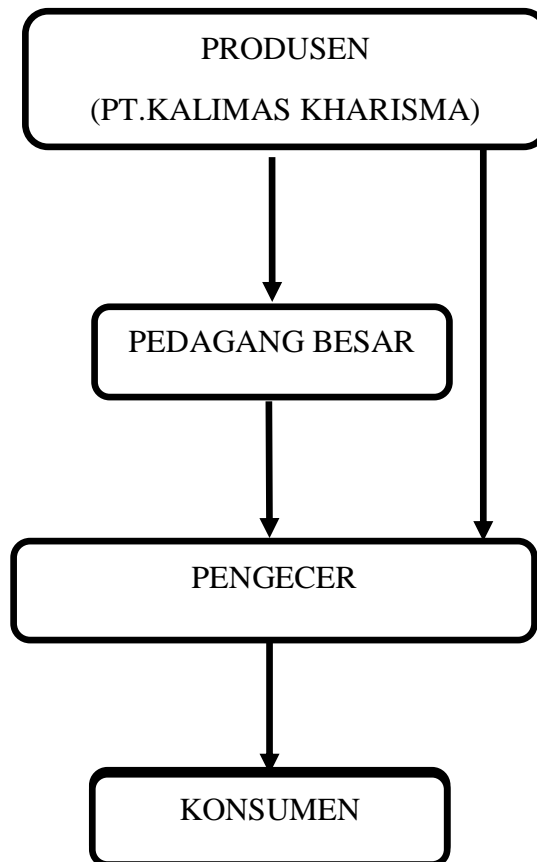 PRODUSEN
(PT.KALIMAS KHARISMA)
PEDAGANG BESAR
PENGECER
KONSUMEN